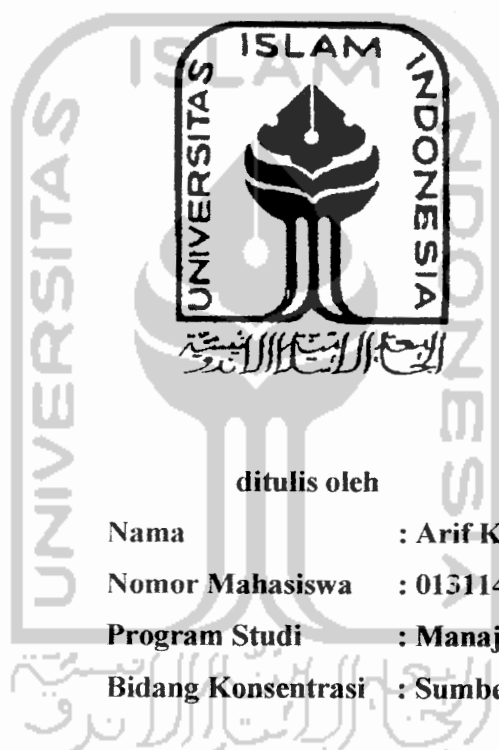 UNIVERSITAS ISLAM INDONESIA
ditulis oleh
Nama : Arif K
Nomor Mahasiswa : 013114
Program Studi : Manaj
Bidang Konsentrasi : Sumbe